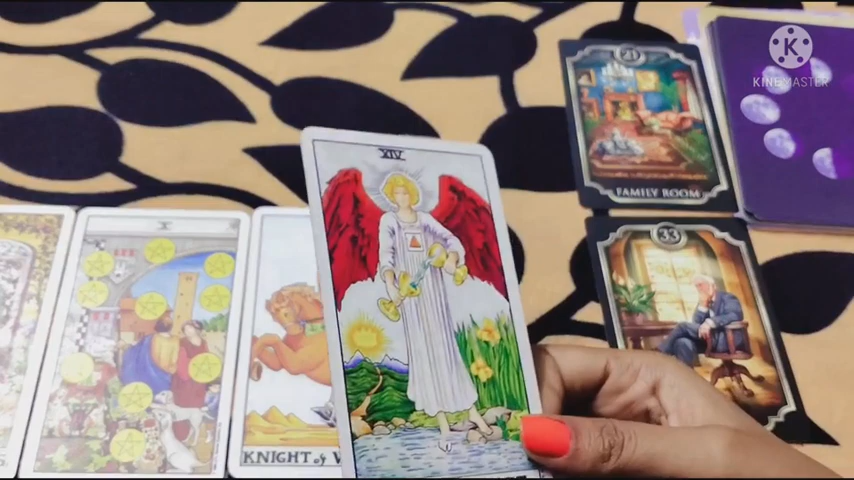 XIV
21
FAMILY ROOM
K
KINEMASTER
X
33
KNIGHT of